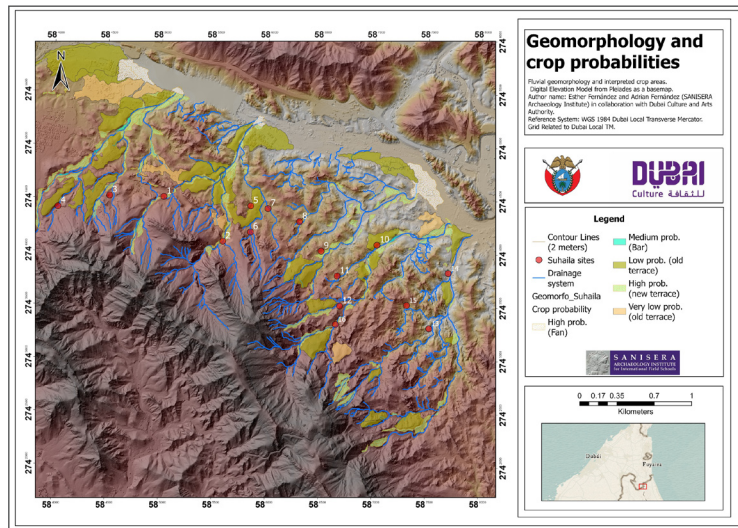 Geomorphology and
crop probabilities
Fluvial geomorphology and interpreted crop areas.
Digital Elevation Model from Pleiades as a basemap.
Author name: Esther Fernández and Adrian Fernández (SANISERA
Archaeology Institute) in collaboration with Dubai Culture and Arts
Authority.
Reference System: WGS 1984 Dubai Local Transverse Mercator.
Grid Related to Dubai Local TM.
DUBAI
Culture للثقافة
Legend
Contour Lines
(2 meters)
Suhaila sites
Drainage
system
Geomorfo_Suhaila
Crop probability
High prob.
(Fan)
Medium prob.
(Bar)
Low prob. (old
terrace)
High prob.
(new terrace)
Very low prob.
(old terrace)
SANISERA
ARCHAEOLOGY INSTITUTE
for International Field Schools
0 0.17 0.35 0.7 1
Kilometers
Dubai
N
3
1
4
5
7
8
6
2
9
10
11
12